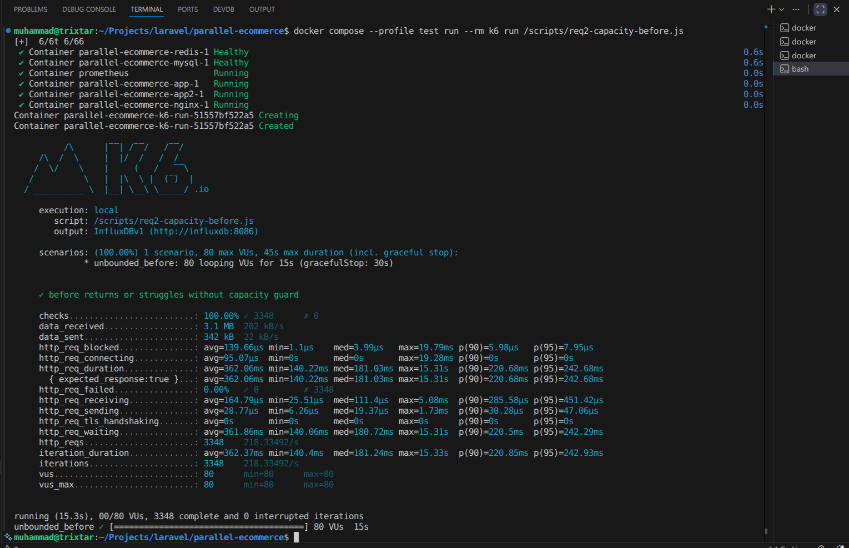 PROBLEMS DEBUG CONSOLE TERMINAL PORTS DEVDB OUTPUT
muhammad@trixtar:~/Projects/laravel/parallel-ecommerce$ docker compose --profile test run --rm k6 run /scripts/req2-capacity-before.js
[+] 6/6t 6/66
✔ Container parallel-ecommerce-redis-1 Healthy 0.6s
✔ Container parallel-ecommerce-mysql-1 Healthy 0.6s
✔ Container prometheus Running 0.0s
✔ Container parallel-ecommerce-app-1 Running 0.0s
✔ Container parallel-ecommerce-app2-1 Running 0.0s
✔ Container parallel-ecommerce-nginx-1 Running 0.0s
Container parallel-ecommerce-k6-run-51557bf522a5 Creating
Container parallel-ecommerce-k6-run-51557bf522a5 Created
.io
execution: local
script: /scripts/req2-capacity-before.js
output: InfluxDBv1 (http://influxdb:8086)
scenarios: (100.00%) 1 scenario, 80 max VUs, 45s max duration (incl. graceful stop):
* unbounded_before: 80 looping VUs for 15s (gracefulStop: 30s)
✓ before returns or struggles without capacity guard
checks.........................: 100.00% ✓ 3348 ✗ 0
data_received..................: 3.1 MB 202 kB/s
data_sent......................: 342 kB 22 kB/s
http_req_blocked...............: avg=139.66µs min=1.1µs med=3.99µs max=19.79ms p(90)=5.98µs p(95)=7.95µs
http_req_connecting............: avg=95.07µs min=0s med=0s max=19.28ms p(90)=0s p(95)=0s
http_req_duration..............: avg=362.06ms min=140.22ms med=181.03ms max=15.31s p(90)=220.68ms p(95)=242.68ms
{ expected_response:true }...: avg=362.06ms min=140.22ms med=181.03ms max=15.31s p(90)=220.68ms p(95)=242.68ms
http_req_failed................: 0.00% ✓ 0 ✗ 3348
http_req_receiving.............: avg=164.79µs min=25.51µs med=111.4µs max=5.08ms p(90)=285.58µs p(95)=451.42µs
http_req_sending...............: avg=28.77µs min=6.26µs med=19.37µs max=1.73ms p(90)=30.28µs p(95)=47.06µs
http_req_tls_handshaking.......: avg=0s min=0s med=0s max=0s p(90)=0s p(95)=0s
http_req_waiting...............: avg=361.86ms min=140.06ms med=180.72ms max=15.31s p(90)=220.5ms p(95)=242.29ms
http_reqs......................: 3348 218.33492/s
iteration_duration.............: avg=362.37ms min=140.4ms med=181.24ms max=15.33s p(90)=220.85ms p(95)=242.93ms
iterations.....................: 3348 218.33492/s
vus............................: 80 min=80 max=80
vus_max........................: 80 min=80 max=80
running (15.3s), 00/80 VUs, 3348 complete and 0 interrupted iterations
unbounded_before ✓ [======================================] 80 VUs 15s
muhammad@trixtar:~/Projects/laravel/parallel-ecommerce$
docker
docker
docker
bash